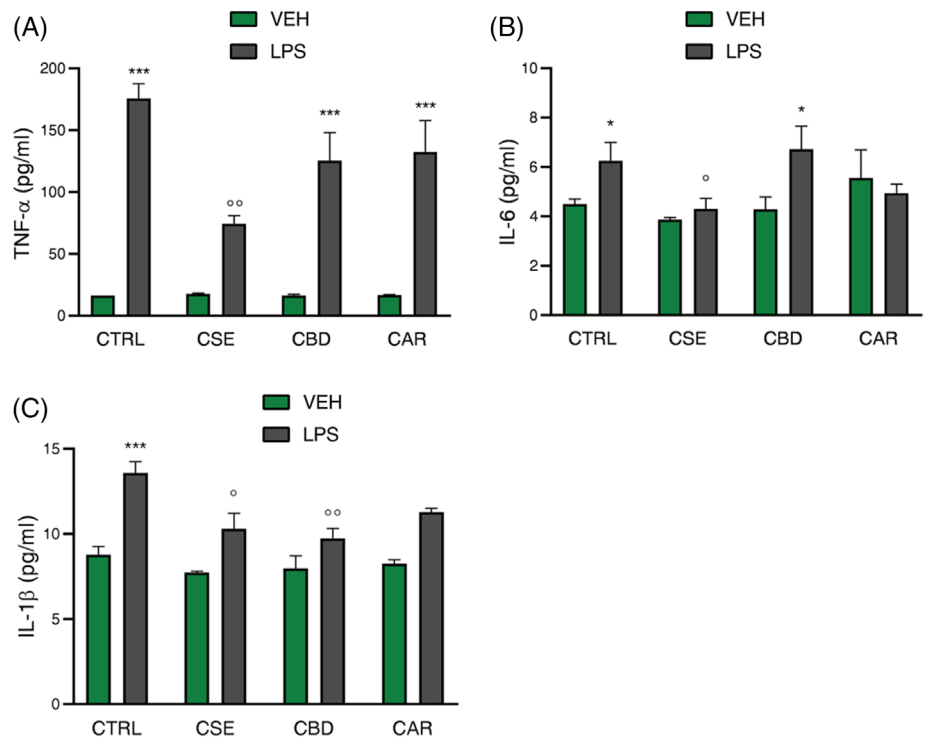 (A)
VEH
LPS
TNF-α (pg/ml)
200
150
100
50
0
***
°°
***
***
CTRL CSE CBD CAR
(B)
VEH
LPS
IL-6 (pg/ml)
10
8
6
4
2
0
*
°
*
CTRL CSE CBD CAR
(C)
VEH
LPS
IL-1β (pg/ml)
15
10
5
0
***
°
°°
CTRL CSE CBD CAR